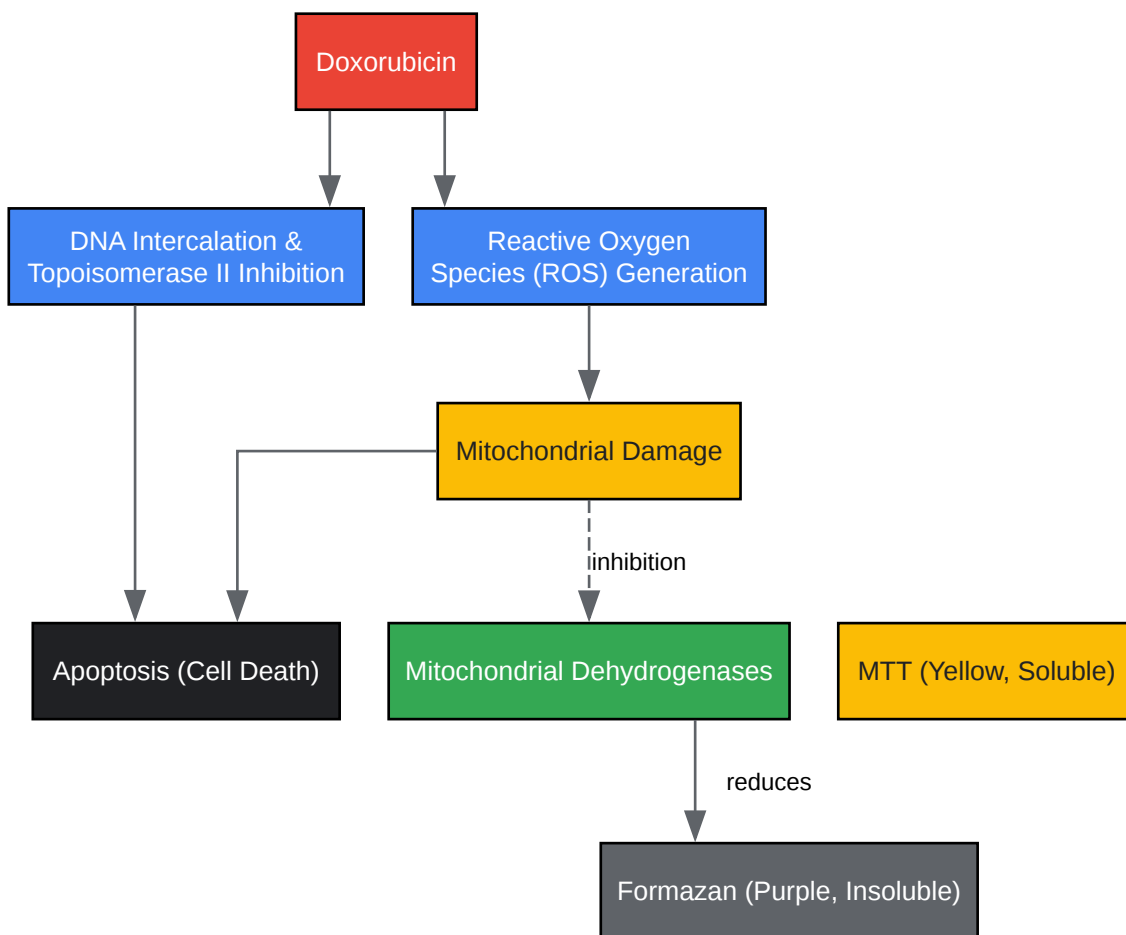 Doxorubicin
DNA Intercalation &
Topoisomerase II Inhibition
Reactive Oxygen
Species (ROS) Generation
Mitochondrial Damage
inhibition
Apoptosis (Cell Death)
Mitochondrial Dehydrogenases
MTT (Yellow, Soluble)
reduces
Formazan (Purple, Insoluble)